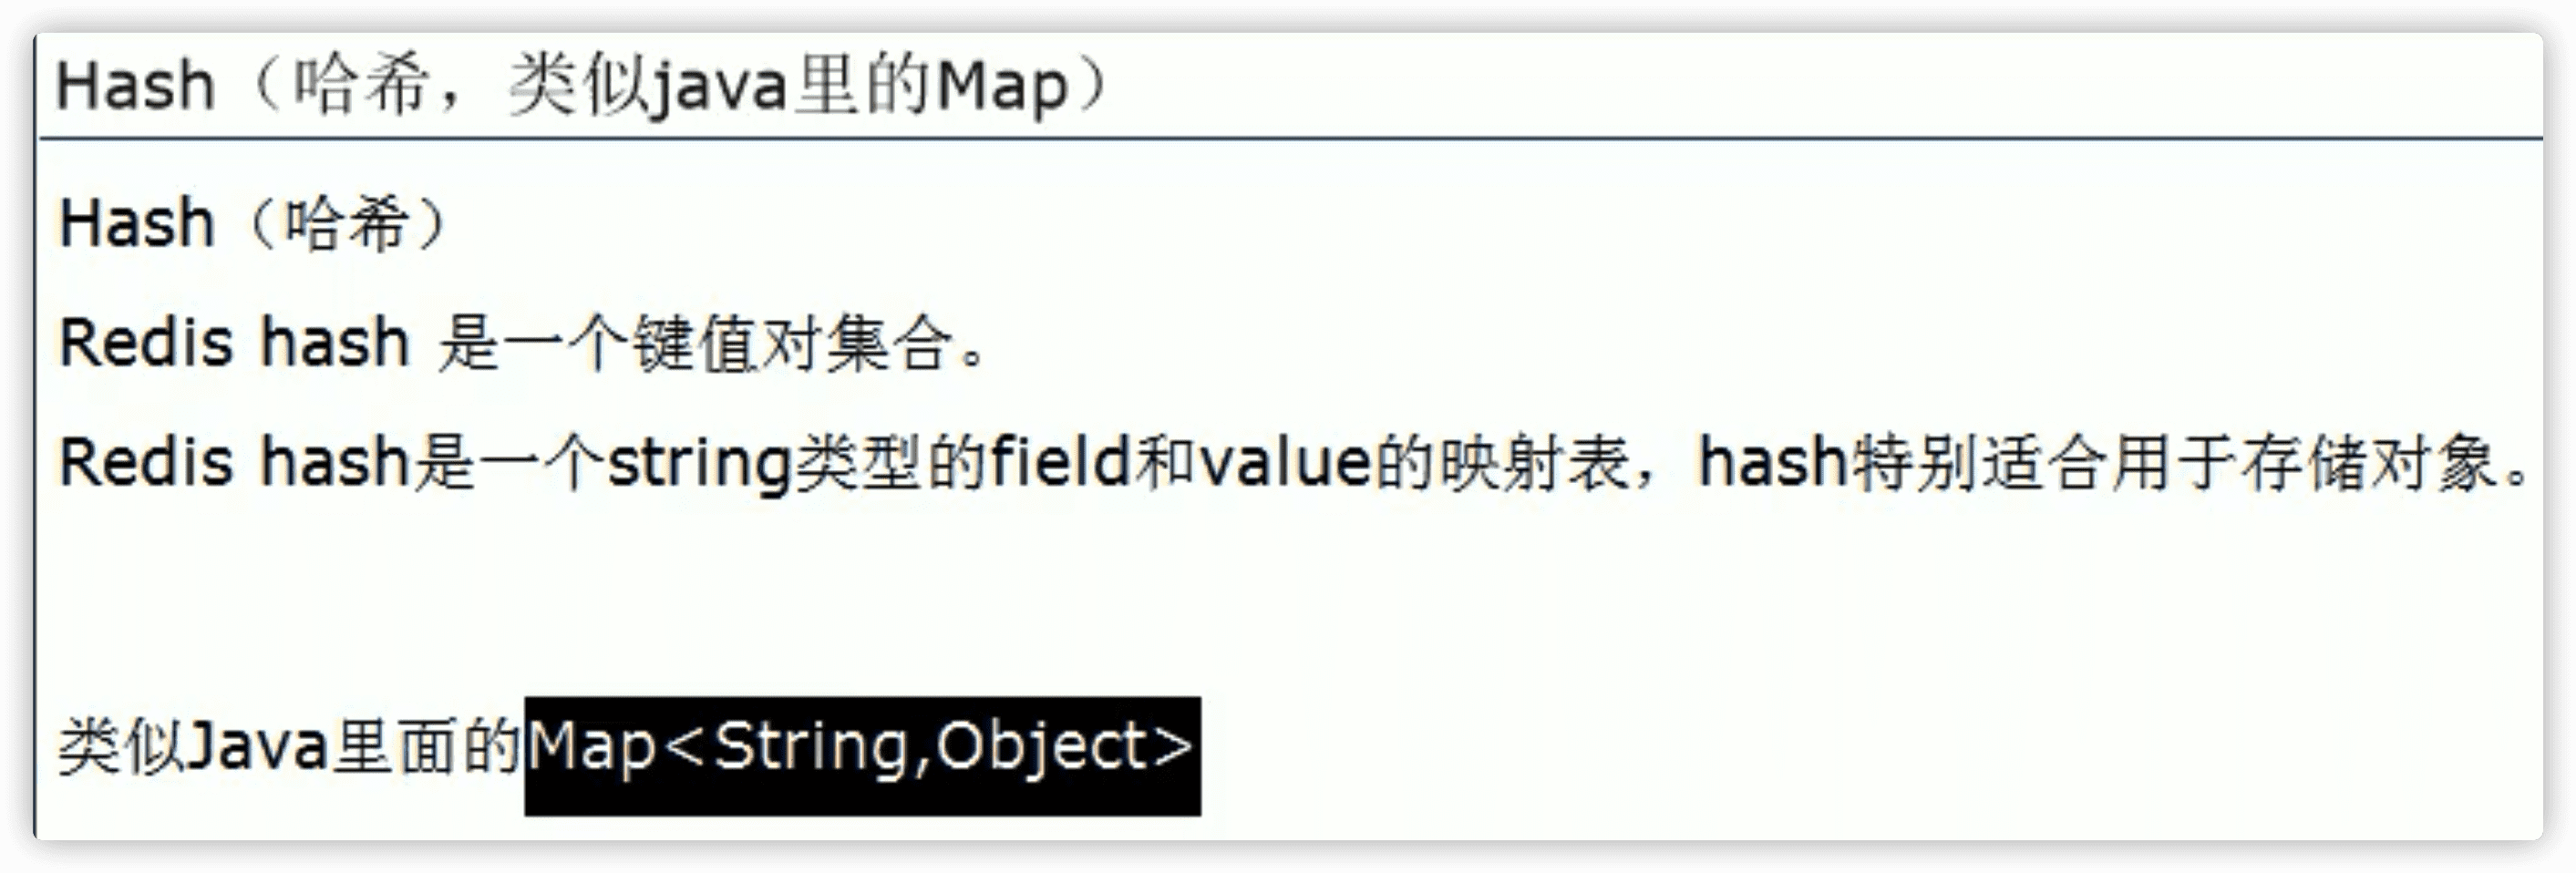 Hash（哈希，类似java里的Map）
Hash（哈希）
Redis hash 是一个键值对集合。
Redis hash是一个string类型的field和value的映射表，hash特别适合用于存储对象。
类似Java里面的Map<String,Object>